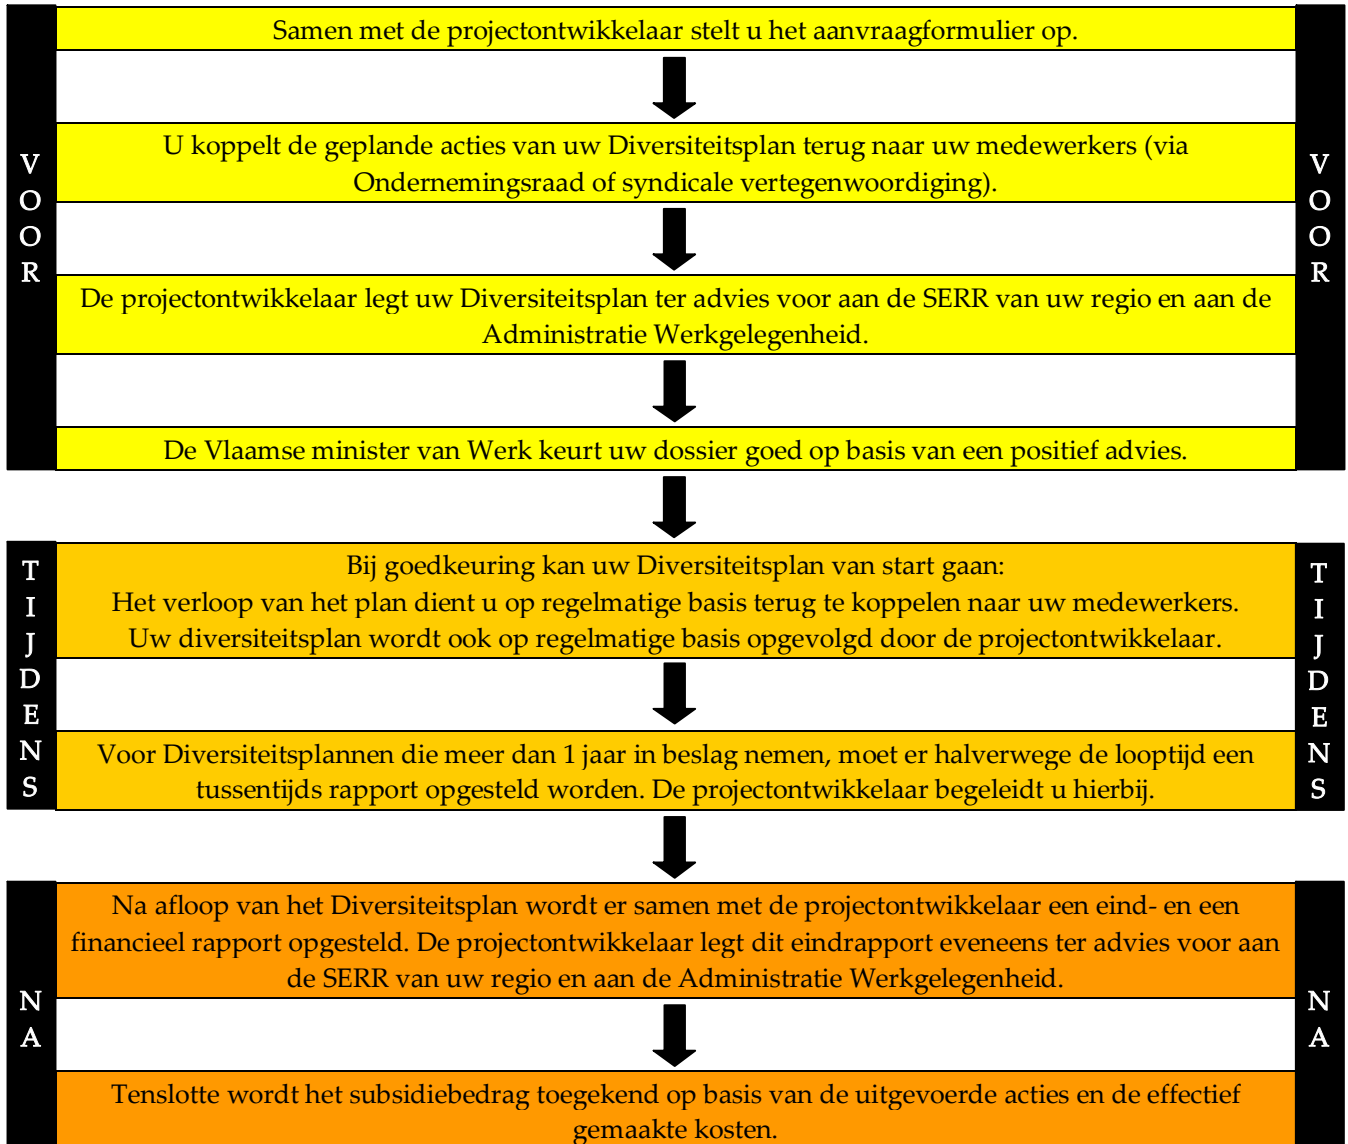 Samen met de projectontwikkelaar stelt u het aanvraagformulier op.
VOOR
VOOR
U koppelt de geplande acties van uw Diversiteitsplan terug naar uw medewerkers (via
Ondernemingsraad of syndicale vertegenwoordiging).
De projectontwikkelaar legt uw Diversiteitsplan ter advies voor aan de SERR van uw regio en aan de
Administratie Werkgelegenheid.
De Vlaamse minister van Werk keurt uw dossier goed op basis van een positief advies.
TIJDENS
TIJDENS
Bij goedkeuring kan uw Diversiteitsplan van start gaan:
Het verloop van het plan dient u op regelmatige basis terug te koppelen naar uw medewerkers.
Uw diversiteitsplan wordt ook op regelmatige basis opgevolgd door de projectontwikkelaar.
Voor Diversiteitsplannen die meer dan 1 jaar in beslag nemen, moet er halverwege de looptijd een
tussentijds rapport opgesteld worden. De projectontwikkelaar begeleidt u hierbij.
NA
NA
Na afloop van het Diversiteitsplan wordt er samen met de projectontwikkelaar een eind- en een
financieel rapport opgesteld. De projectontwikkelaar legt dit eindrapport eveneens ter advies voor aan
de SERR van uw regio en aan de Administratie Werkgelegenheid.
Tenslotte wordt het subsidiebedrag toegekend op basis van de uitgevoerde acties en de effectief
gemaakte kosten.